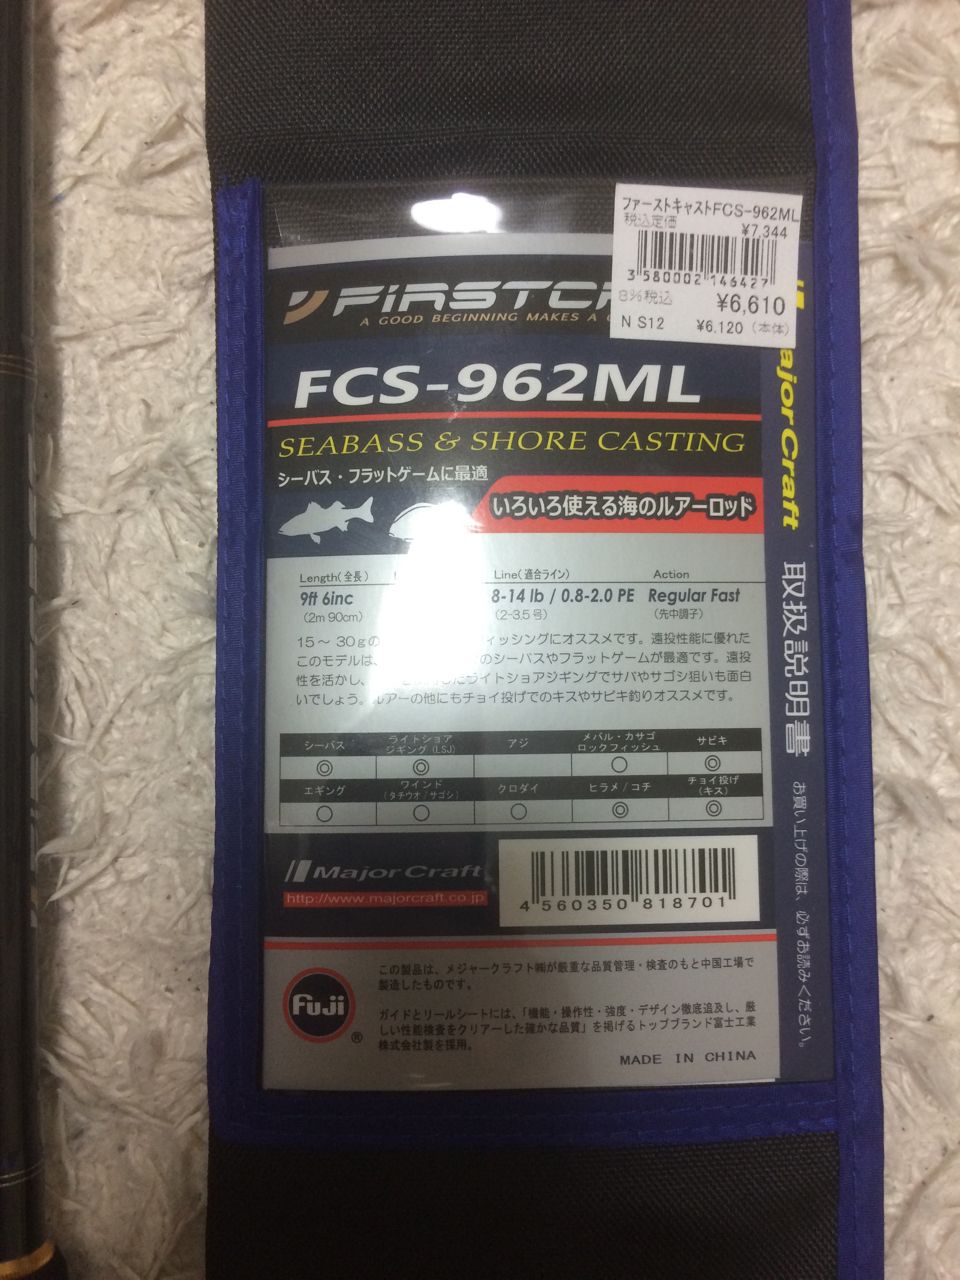 ファーストキャストFCS-962ML
税込定価
¥7,344
3 580002 146427
8%税込 ¥6,610
N S12 ¥6,120 (本体)
FIRSTC
A GOOD BEGINNING MAKES A
FCS-962ML
SEABASS & SHORE CASTING
シーバス・フラットゲームに最適
いろいろ使える海のルアーロッド
Length(全長) Line(適合ライン) Action
9ft 6inc 8-14 lb / 0.8-2.0 PE Regular Fast
(2m 90cm) (2-3.5号) (先中調子)
15～30gの ィッシングにオススメです。遠投性能に優れた
このモデルは、 のシーバスやフラットゲームが最適です。遠投
性を活かし、 したライトショアジギングでサバやサゴシ狙いも面白
いでしょう。ルアーの他にもチョイ投げでのキスやサビキ釣りオススメです。
シーバス ライトショアジギング(LSJ) アジ メバル・カサゴ ロックフィッシュ サビキ
◎ ◎ ○ ◎
エギング ワインド(タチウオ/サゴシ) クロダイ ヒラメ/コチ チョイ投げ(キス)
○ ○ ○ ◎ ◎
MajorCraft
http://www.majorcraft.co.jp
4 560350 818701
Fuji
®
この製品は、メジャークラフト㈱が厳重な品質管理・検査のもと中国工場で
製造したものです。
ガイドとリールシートには、「機能・操作性・強度・デザイン徹底追及し、厳
しい性能検査をクリアーした確かな品質」を掲げるトップブランド富士工業
株式会社製を採用。
MADE IN CHINA
ajorCraft
取扱説明書
お買い上げの際は、必ずお読みください。